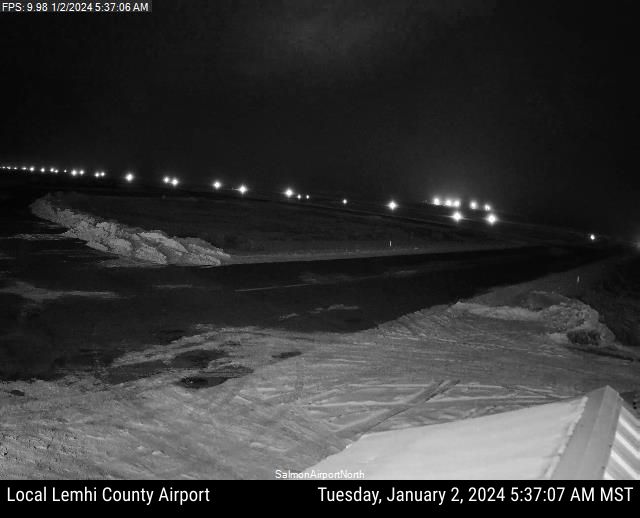 FPS: 9.98 1/2/2024 5:37:06 AM
SalmonAirportNorth
Local Lemhi County Airport
Tuesday, January 2, 2024 5:37:07 AM MST